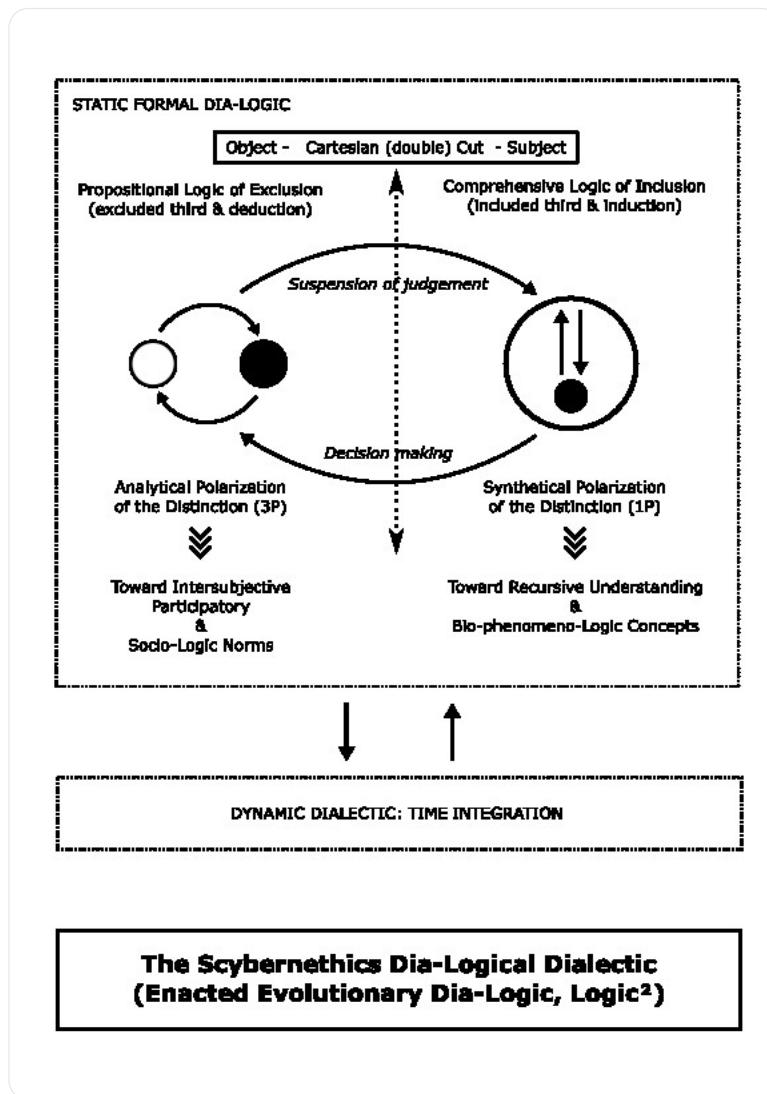 STATIC FORMAL DIA-LOGIC
Object - Cartesian (double) Cut - Subject
Propositional Logic of Exclusion
(excluded third & deduction)
Comprehensive Logic of Inclusion
(included third & induction)
Suspension of judgement
Decision making
Analytical Polarization
of the Distinction (3P)
Synthetical Polarization
of the Distinction (1P)
Toward Intersubjective
Participatory
&
Socio-Logic Norms
Toward Recursive Understanding
&
Bio-phenomeno-Logic Concepts
DYNAMIC DIALECTIC: TIME INTEGRATION
The Scybernethics Dia-Logical Dialectic
(Enacted Evolutionary Dia-Logic, Logic²)